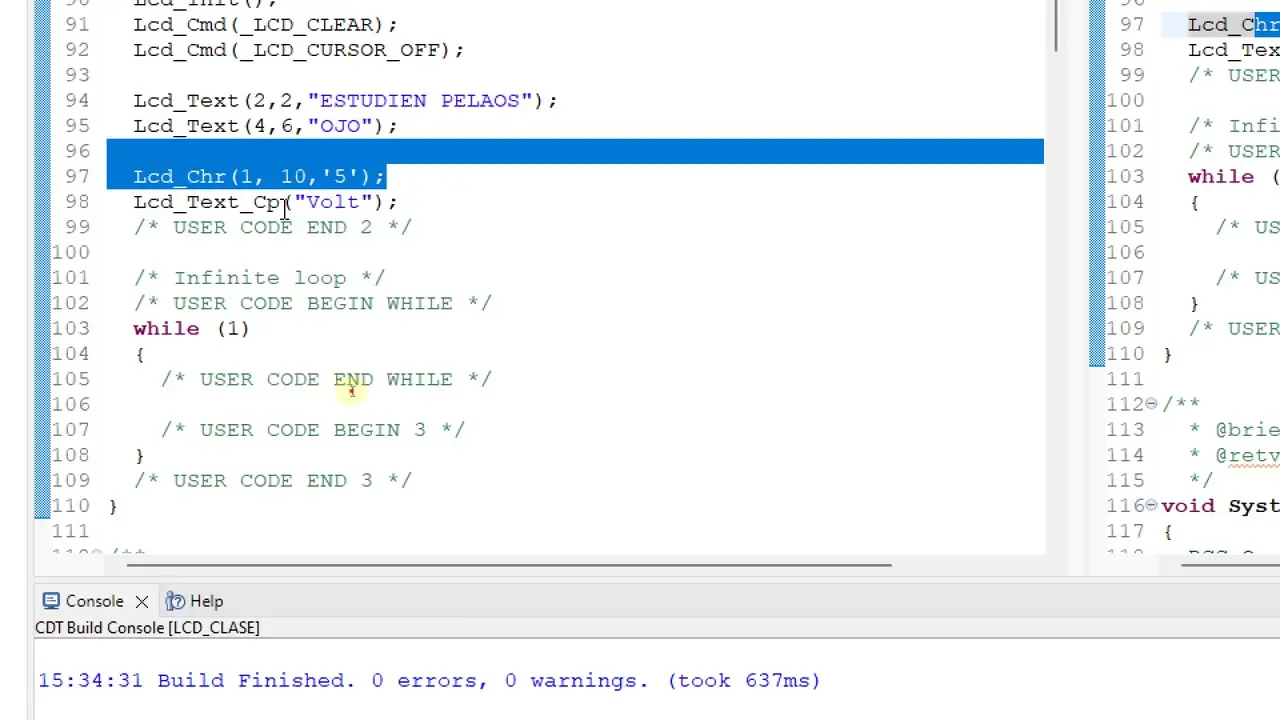 90 Lcd_Init();
91 Lcd_Cmd(_LCD_CLEAR);
92 Lcd_Cmd(_LCD_CURSOR_OFF);
93
94 Lcd_Text(2,2,"ESTUDIEN PELAOS");
95 Lcd_Text(4,6,"OJO");
96
97 Lcd_Chr(1, 10,'5');
98 Lcd_Text_Cp("Volt");
99 /* USER CODE END 2 */
100
101 /* Infinite loop */
102 /* USER CODE BEGIN WHILE */
103 while (1)
104 {
105 /* USER CODE END WHILE */
106
107 /* USER CODE BEGIN 3 */
108 }
109 /* USER CODE END 3 */
110 }
111
112 /**
96
97 Lcd_Chr
98 Lcd_Tex
99 /* USER
100
101 /* Infi
102 /* USER
103 while (
104 {
105 /* US
106
107 /* US
108 }
109 /* USER
110 }
111
112 /**
113 * @brie
114 * @retv
115 */
116 void Syst
117 {
118
Console
Help
CDT Build Console [LCD_CLASE]
15:34:31 Build Finished. 0 errors, 0 warnings. (took 637ms)